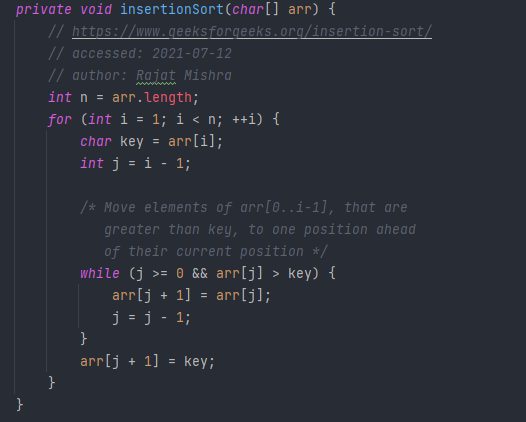 private void insertionSort(char[] arr) {
    // https://www.geeksforgeeks.org/insertion-sort/
    // accessed: 2021-07-12
    // author: Rajat Mishra
    int n = arr.length;
    for (int i = 1; i < n; ++i) {
        char key = arr[i];
        int j = i - 1;

        /* Move elements of arr[0..i-1], that are
           greater than key, to one position ahead
           of their current position */
        while (j >= 0 && arr[j] > key) {
            arr[j + 1] = arr[j];
            j = j - 1;
        }
        arr[j + 1] = key;
    }
}